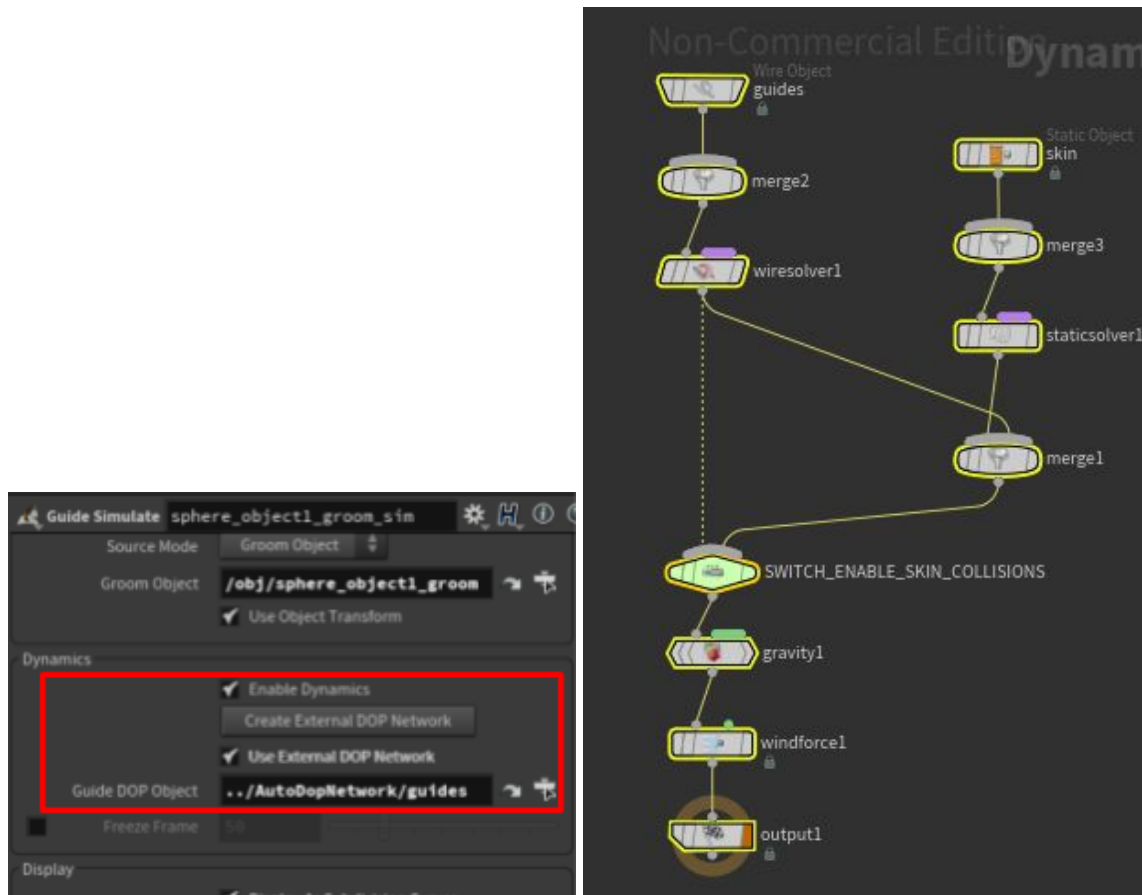 Guide Simulate sphere_object1_groom_sim
Source Mode Groom Object
Groom Object /obj/sphere_object1_groom
Use Object Transform
Dynamics
Enable Dynamics
Create External DOP Network
Use External DOP Network
Guide DOP Object ../AutoDopNetwork/guides
Freeze Frame 50
Display
Non-Commercial Edition
Dynam
Wire Object
guides
Static Object
skin
merge2
merge3
wiresolver1
staticsolver1
merge1
SWITCH_ENABLE_SKIN_COLLISIONS
gravity1
windforce1
output1